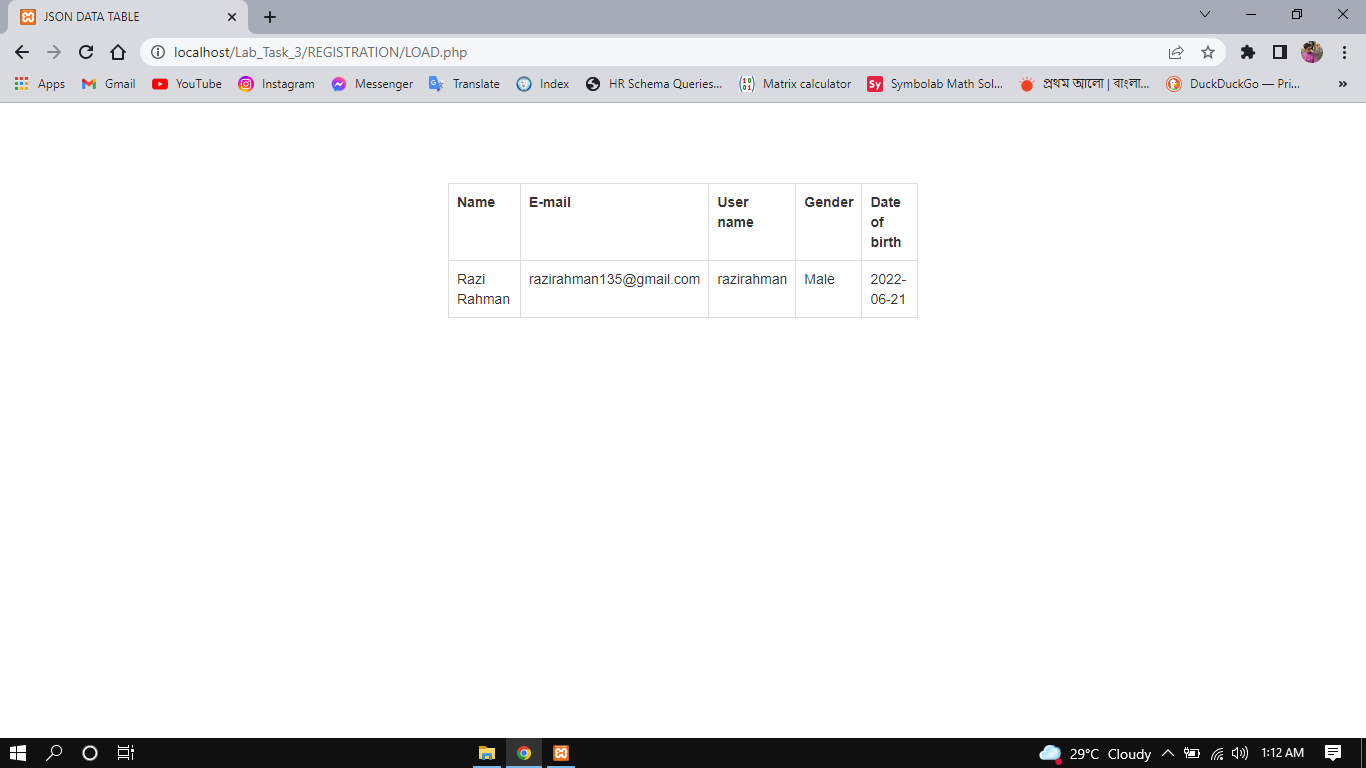 JSON DATA TABLE
localhost/Lab_Task_3/REGISTRATION/LOAD.php
Apps Gmail YouTube Instagram Messenger Translate Index HR Schema Queries... Matrix calculator Symbolab Math Sol... প্রথম আলো | বাংলা... DuckDuckGo — Pri...
Name E-mail User name Gender Date of birth
Razi Rahman razirahman135@gmail.com razirahman Male 2022-06-21
29°C Cloudy 1:12 AM